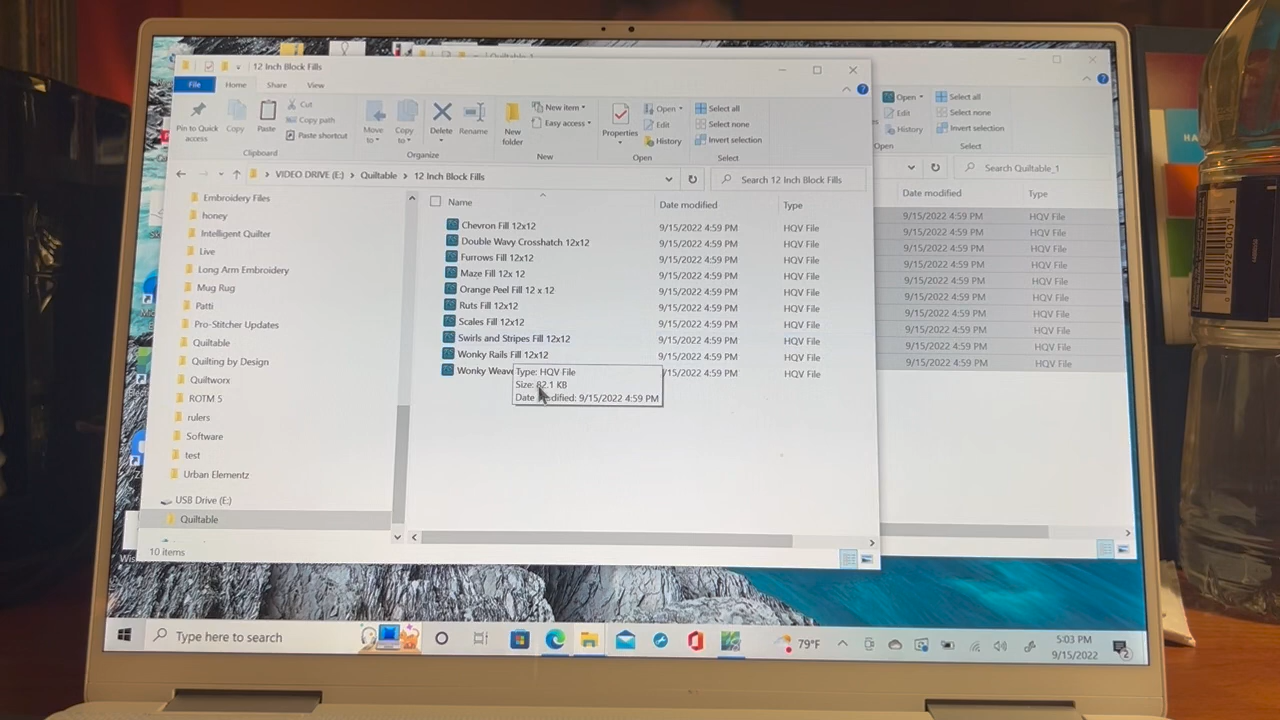 12 Inch Block Fills
File Home Share View
Pin to Quick access
Copy
Paste
Cut
Copy path
Paste shortcut
Clipboard
Move to
Copy to
Delete
Rename
Organize
New folder
New item
Easy access
New
Properties
Open
Edit
History
Open
Select all
Select none
Invert selection
Select
VIDEO DRIVE (E:) > Quiltable > 12 Inch Block Fills
Search 12 Inch Block Fills
Embroidery Files
honey
Intelligent Quilter
Live
Long Arm Embroidery
Mug Rug
Patti
Pro-Stitcher Updates
Quiltable
Quilting by Design
Quiltworx
ROTM 5
rulers
Software
test
Urban Elementz
USB Drive (E:)
Quiltable
10 items
Name Date modified Type
Chevron Fill 12x12 9/15/2022 4:59 PM HQV File
Double Wavy Crosshatch 12x12 9/15/2022 4:59 PM HQV File
Furrows Fill 12x12 9/15/2022 4:59 PM HQV File
Maze Fill 12x 12 9/15/2022 4:59 PM HQV File
Orange Peel Fill 12 x 12 9/15/2022 4:59 PM HQV File
Ruts Fill 12x12 9/15/2022 4:59 PM HQV File
Scales Fill 12x12 9/15/2022 4:59 PM HQV File
Swirls and Stripes Fill 12x12 9/15/2022 4:59 PM HQV File
Wonky Rails Fill 12x12 9/15/2022 4:59 PM HQV File
Wonky Weave /15/2022 4:59 PM HQV File
Type: HQV File
Size: 82.1 KB
Date modified: 9/15/2022 4:59 PM
Quiltable_1
Open
Edit
History
Open
Select all
Select none
Invert selection
Select
Search Quiltable_1
Date modified Type
9/15/2022 4:59 PM HQV File
9/15/2022 4:59 PM HQV File
9/15/2022 4:59 PM HQV File
9/15/2022 4:59 PM HQV File
9/15/2022 4:59 PM HQV File
9/15/2022 4:59 PM HQV File
9/15/2022 4:59 PM HQV File
9/15/2022 4:59 PM HQV File
9/15/2022 4:59 PM HQV File
9/15/2022 4:59 PM HQV File
Type here to search
79°F
5:03 PM
9/15/2022
2
HA